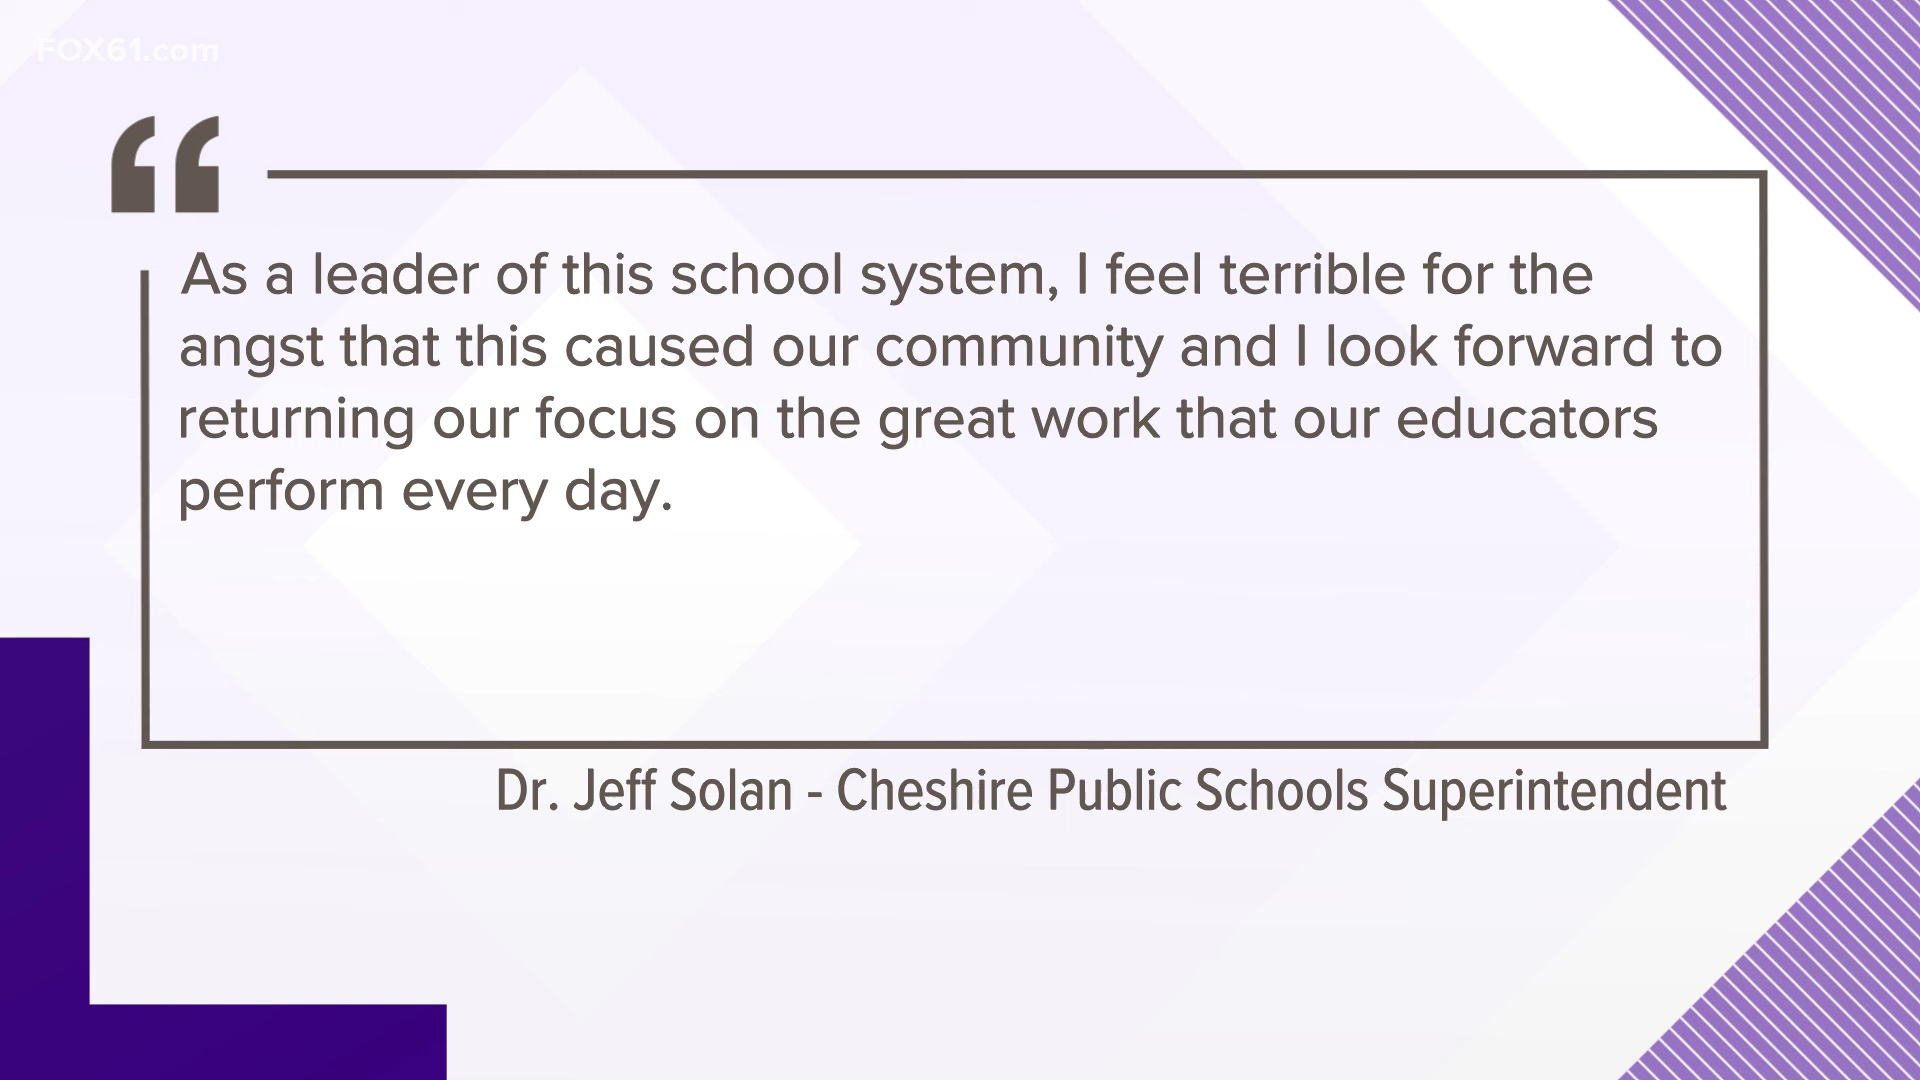 FOX61.com
“
As a leader of this school system, I feel terrible for the
angst that this caused our community and I look forward to
returning our focus on the great work that our educators
perform every day.
Dr. Jeff Solan - Cheshire Public Schools Superintendent